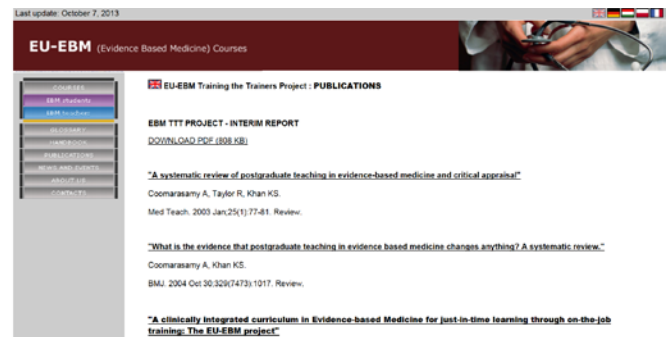 Last update: October 7, 2013
EU-EBM (Evidence Based Medicine) Courses
COURSES
EBM students
EBM teachers
GLOSSARY
HANDBOOK
PUBLICATIONS
NEWS AND EVENTS
ABOUT US
CONTACTS
EU-EBM Training the Trainers Project : PUBLICATIONS
EBM TTT PROJECT - INTERIM REPORT
DOWNLOAD PDF (808 KB)
"A systematic review of postgraduate teaching in evidence-based medicine and critical appraisal"
Coomarasamy A, Taylor R, Khan KS.
Med Teach. 2003 Jan;25(1):77-81. Review.
"What is the evidence that postgraduate teaching in evidence based medicine changes anything? A systematic review."
Coomarasamy A, Khan KS.
BMJ. 2004 Oct 30;329(7473):1017. Review.
"A clinically integrated curriculum in Evidence-based Medicine for just-in-time learning through on-the-job
training: The EU-EBM project"